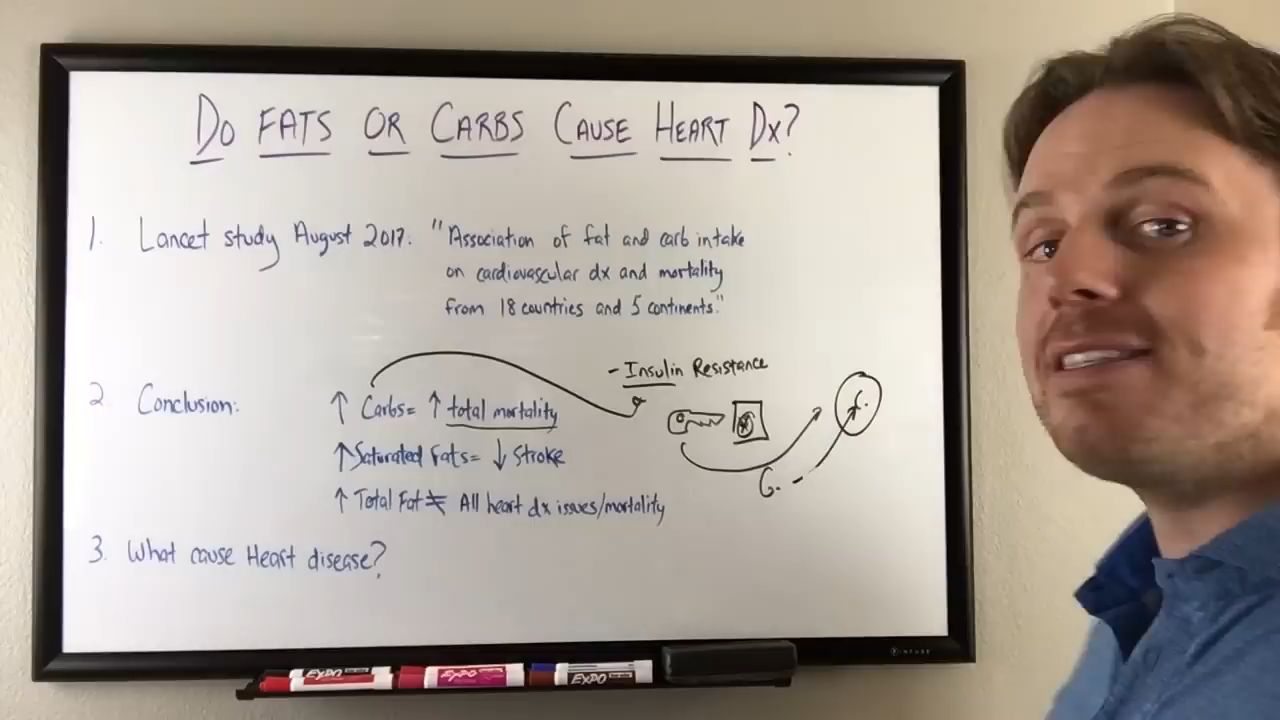 DO FATS OR CARBS CAUSE HEART DX?
1. Lancet study August 2017: "Association of fat and carb intake
on cardiovascular dx and mortality
from 18 countries and 5 continents."
- Insulin Resistance
2. Conclusion: ↑ Carbs = ↑ total mortality
↑ Saturated Fats = ↓ Stroke
G.
↑ Total Fat ≠ All heart dx issues/mortality
3. What cause Heart disease?
EXPO
EXPO
EXPO